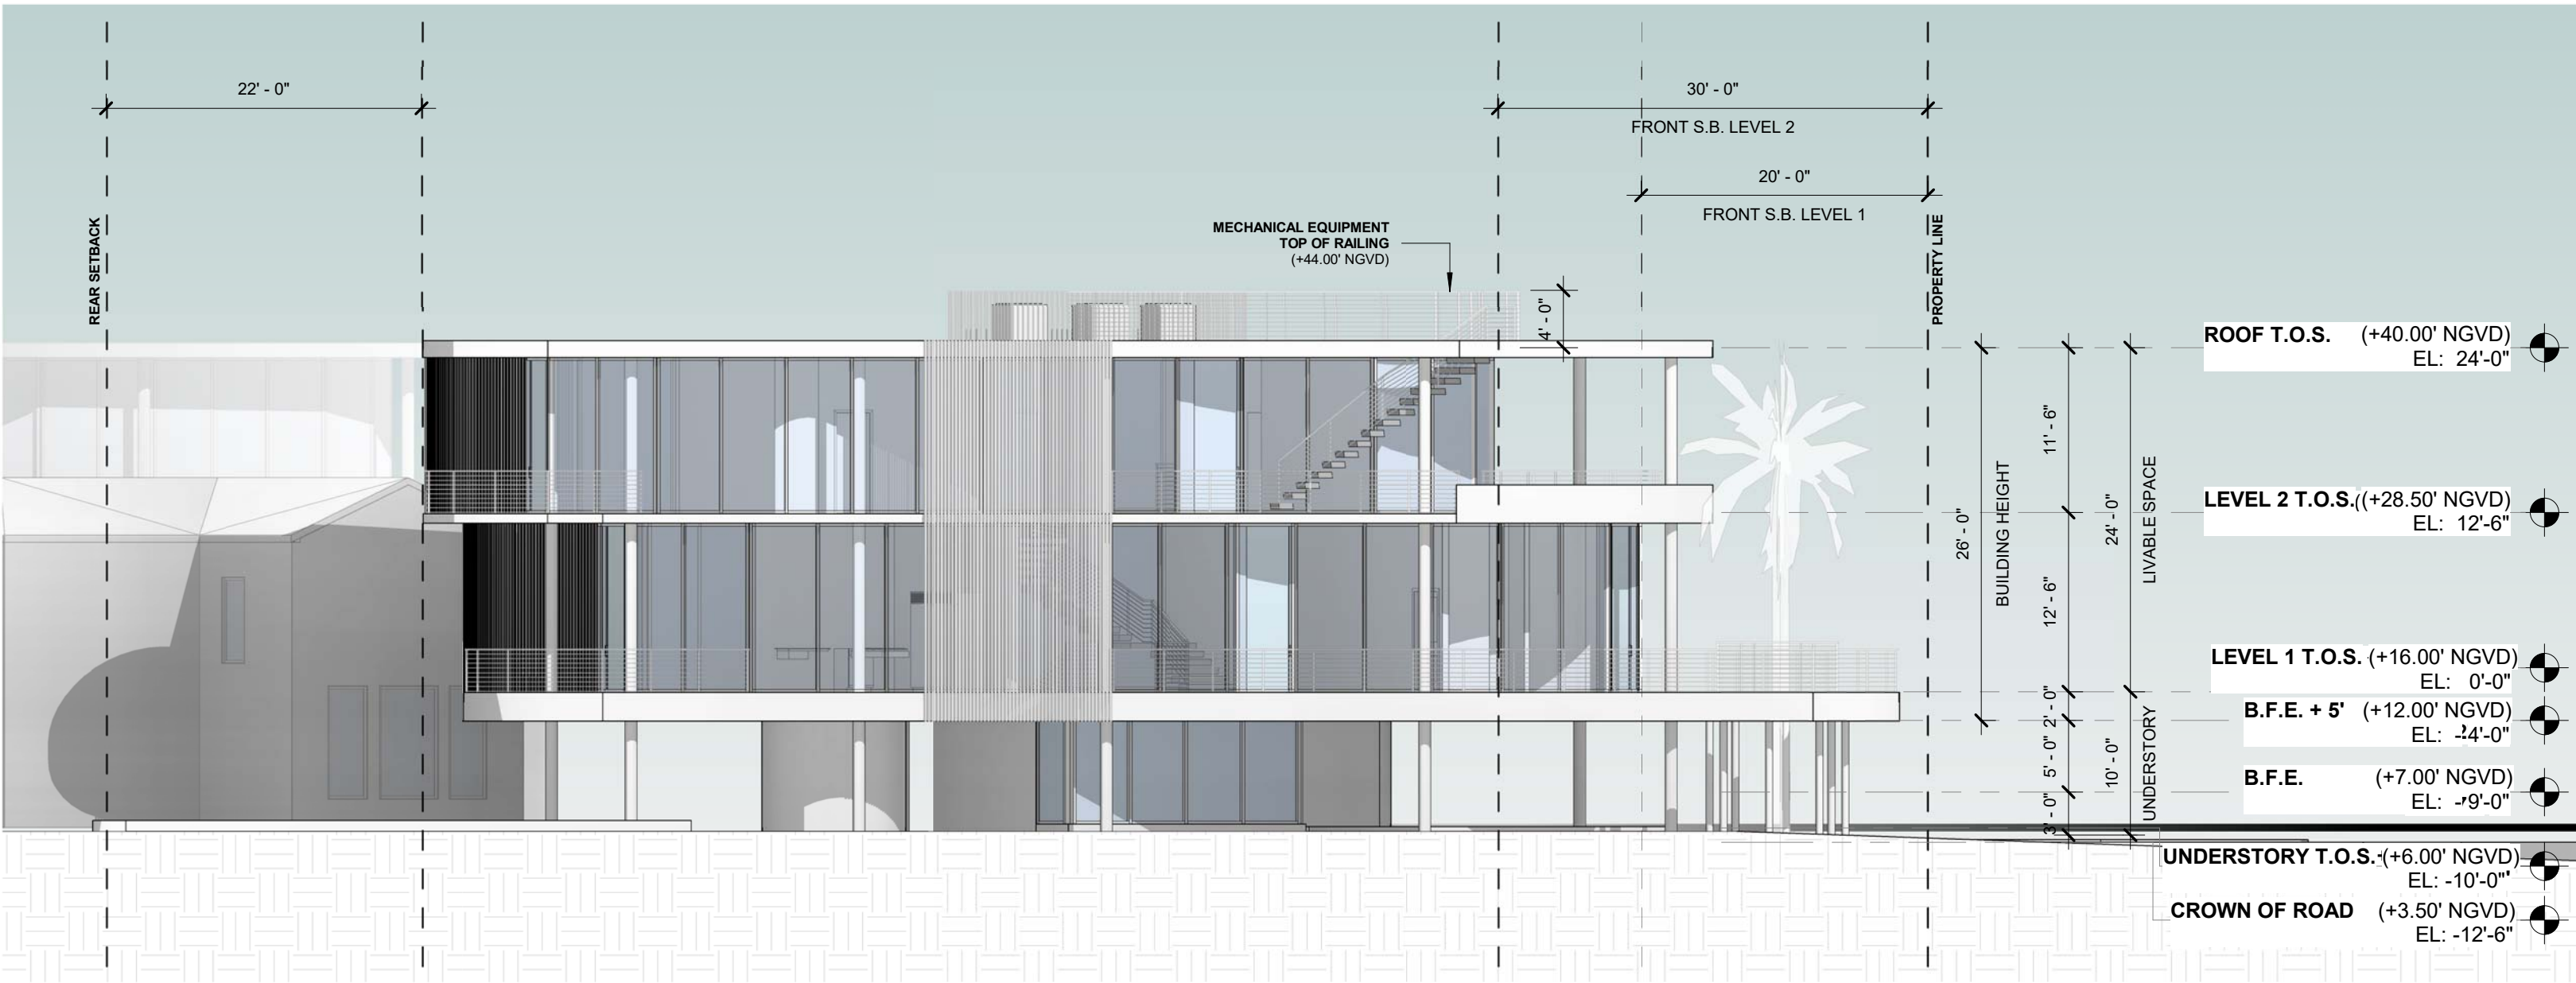 22' - 0"
30' - 0"
FRONT S.B. LEVEL 2
20' - 0"
FRONT S.B. LEVEL 1
REAR SETBACK
PROPERTY LINE
MECHANICAL EQUIPMENT
TOP OF RAILING
(+44.00' NGVD)
4' - 0"
ROOF T.O.S. (+40.00' NGVD)
EL: 24'-0"
11' - 6"
LEVEL 2 T.O.S. (+28.50' NGVD)
EL: 12'-6"
26' - 0"
BUILDING HEIGHT
24' - 0"
LIVABLE SPACE
12' - 6"
LEVEL 1 T.O.S. (+16.00' NGVD)
EL: 0'-0"
2' - 0"
B.F.E. + 5' (+12.00' NGVD)
EL: -4'-0"
5' - 0"
10' - 0"
UNDERSTORY
B.F.E. (+7.00' NGVD)
EL: -9'-0"
3' - 0"
UNDERSTORY T.O.S. (+6.00' NGVD)
EL: -10'-0"
CROWN OF ROAD (+3.50' NGVD)
EL: -12'-6"